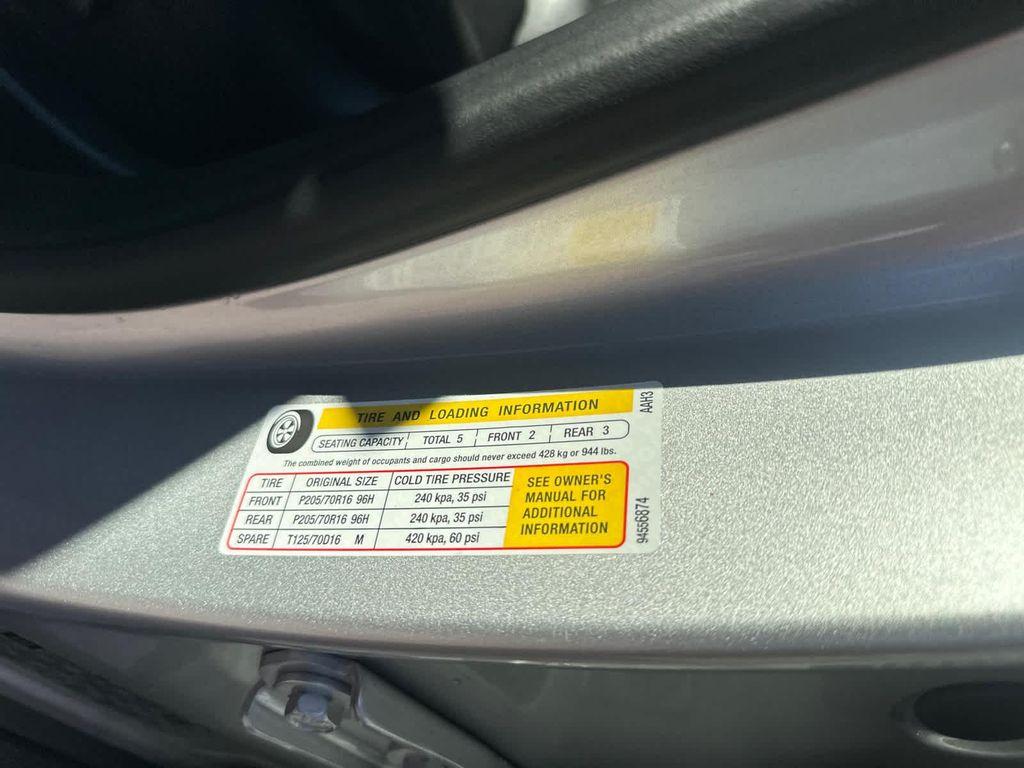 TIRE AND LOADING INFORMATION
SEATING CAPACITY TOTAL 5 FRONT 2 REAR 3
The combined weight of occupants and cargo should never exceed 428 kg or 944 lbs.
TIRE ORIGINAL SIZE COLD TIRE PRESSURE
FRONT P205/70R16 96H 240 kpa, 35 psi
REAR P205/70R16 96H 240 kpa, 35 psi
SPARE T125/70D16 M 420 kpa, 60 psi
SEE OWNER'S
MANUAL FOR
ADDITIONAL
INFORMATION
AAH3
94556874